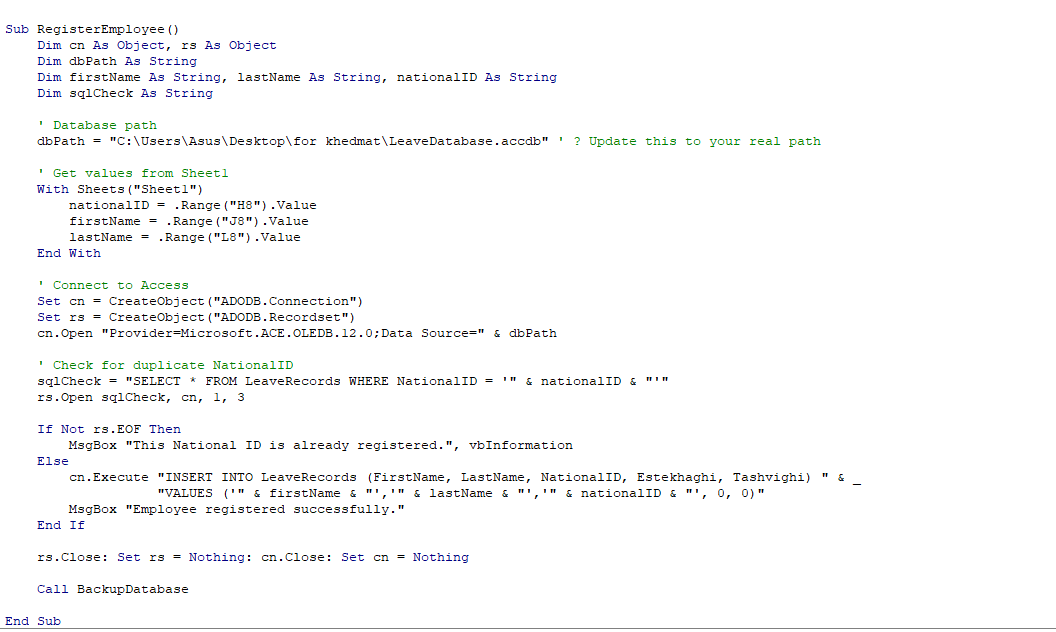 Sub RegisterEmployee()
    Dim cn As Object, rs As Object
    Dim dbPath As String
    Dim firstName As String, lastName As String, nationalID As String
    Dim sqlCheck As String

    ' Database path
    dbPath = "C:\Users\Asus\Desktop\for khedmat\LeaveDatabase.accdb" ' ? Update this to your real path

    ' Get values from Sheet1
    With Sheets("Sheet1")
        nationalID = .Range("H8").Value
        firstName = .Range("J8").Value
        lastName = .Range("L8").Value
    End With

    ' Connect to Access
    Set cn = CreateObject("ADODB.Connection")
    Set rs = CreateObject("ADODB.Recordset")
    cn.Open "Provider=Microsoft.ACE.OLEDB.12.0;Data Source=" & dbPath

    ' Check for duplicate NationalID
    sqlCheck = "SELECT * FROM LeaveRecords WHERE NationalID = '" & nationalID & "'"
    rs.Open sqlCheck, cn, 1, 3

    If Not rs.EOF Then
        MsgBox "This National ID is already registered.", vbInformation
    Else
        cn.Execute "INSERT INTO LeaveRecords (FirstName, LastName, NationalID, Estekhaghi, Tashvighi) " & _
                   "VALUES ('" & firstName & "','" & lastName & "','" & nationalID & "', 0, 0)"
        MsgBox "Employee registered successfully."
    End If

    rs.Close: Set rs = Nothing: cn.Close: Set cn = Nothing

    Call BackupDatabase

End Sub